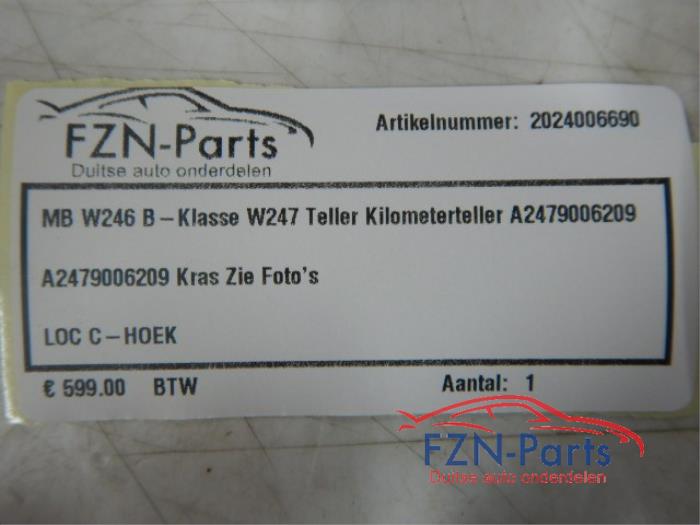 FZN-Parts
Duitse auto onderdelen
Artikelnummer: 2024006690
MB W246 B-Klasse W247 Teller Kilometerteller A2479006209
A2479006209 Kras Zie Foto's
LOC C-HOEK
€ 599.00 BTW
Aantal: 1
FZN-Parts
Duitse auto onderdelen